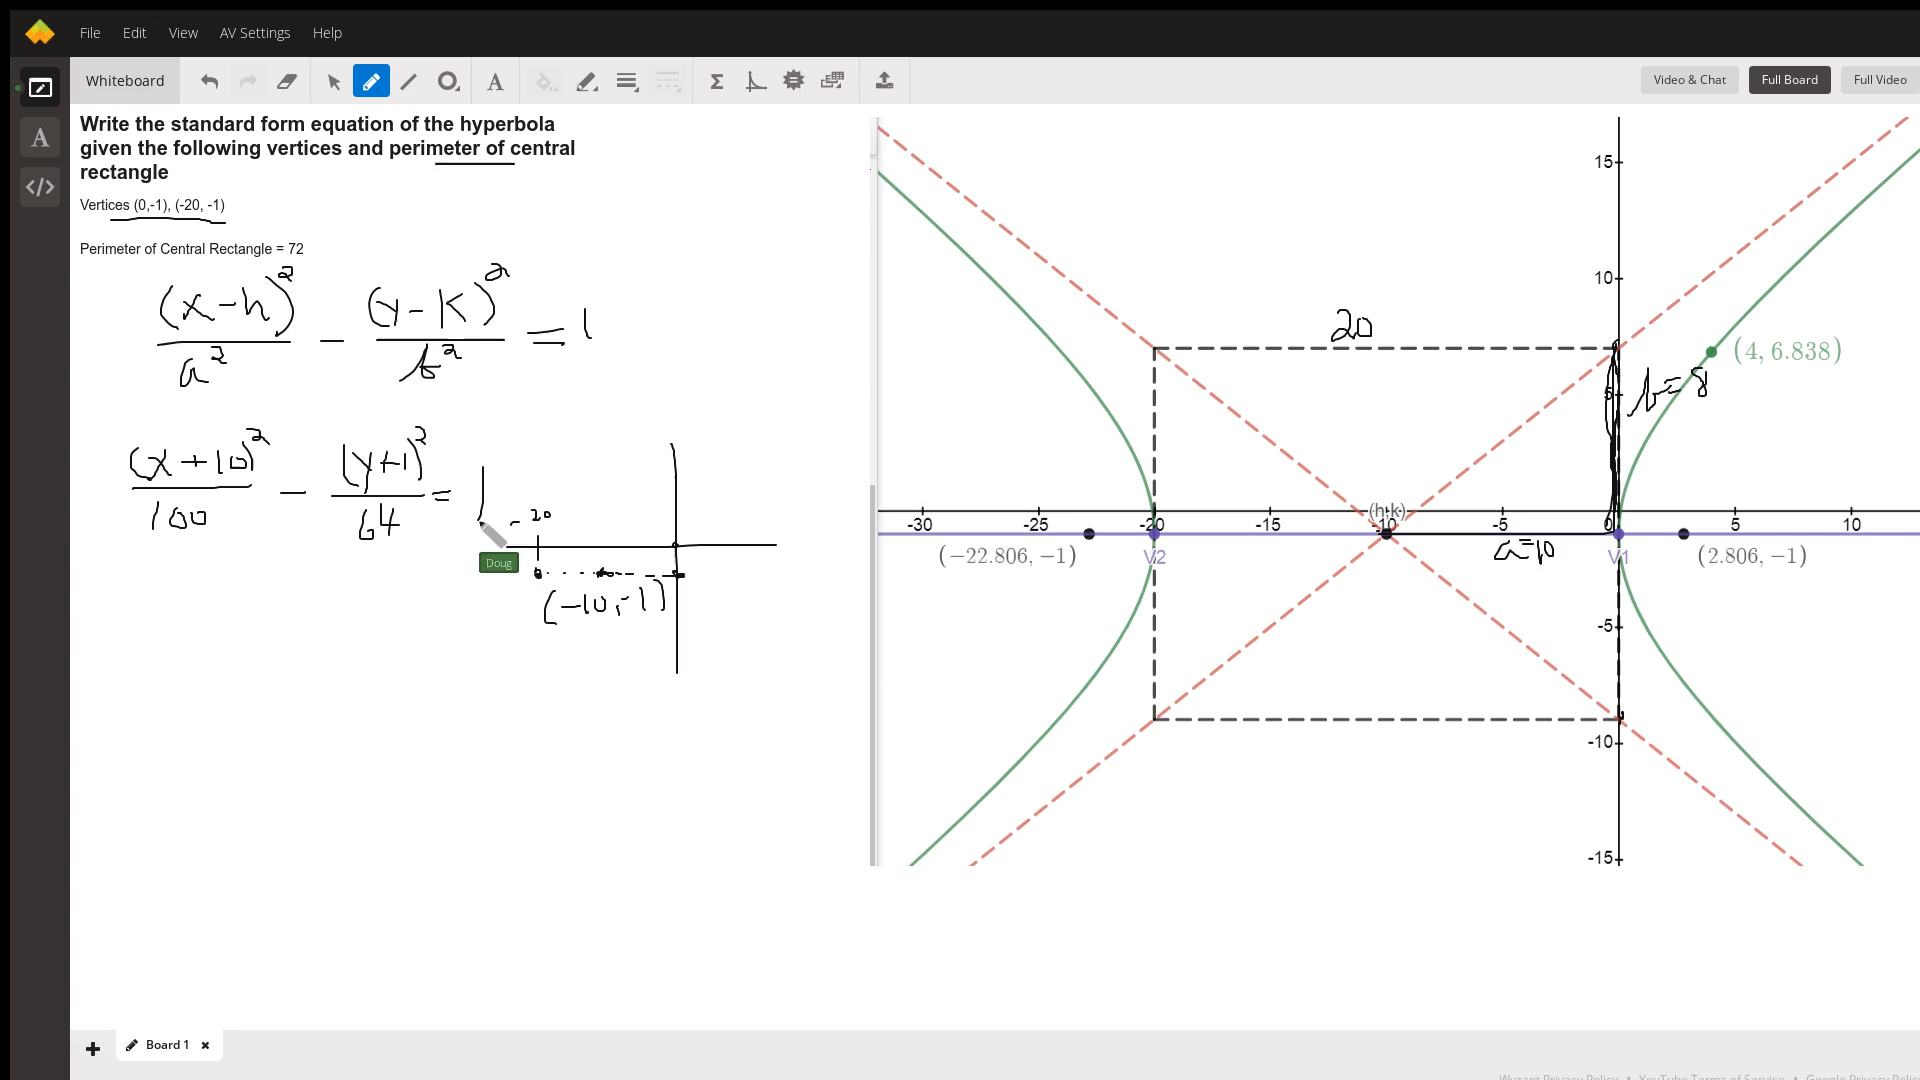 File Edit View AV Settings Help
Whiteboard
Video & Chat Full Board Full Video
Write the standard form equation of the hyperbola
given the following vertices and perimeter of central
rectangle
Vertices (0,-1), (-20, -1)
Perimeter of Central Rectangle = 72
(x-h)^2/a^2 - (y-k)^2/b^2 = 1
(x+10)^2/100 - (y+1)^2/64 = 1
-20
Doug
(-10,-1)
15
10
20
(4, 6.838)
b=8
5
(h,k)
-30 -25 -20 -15 -10 -5 0 5 10
(−22.806, −1) V2 a=10 V1 (2.806, −1)
-5
-10
-15
Board 1